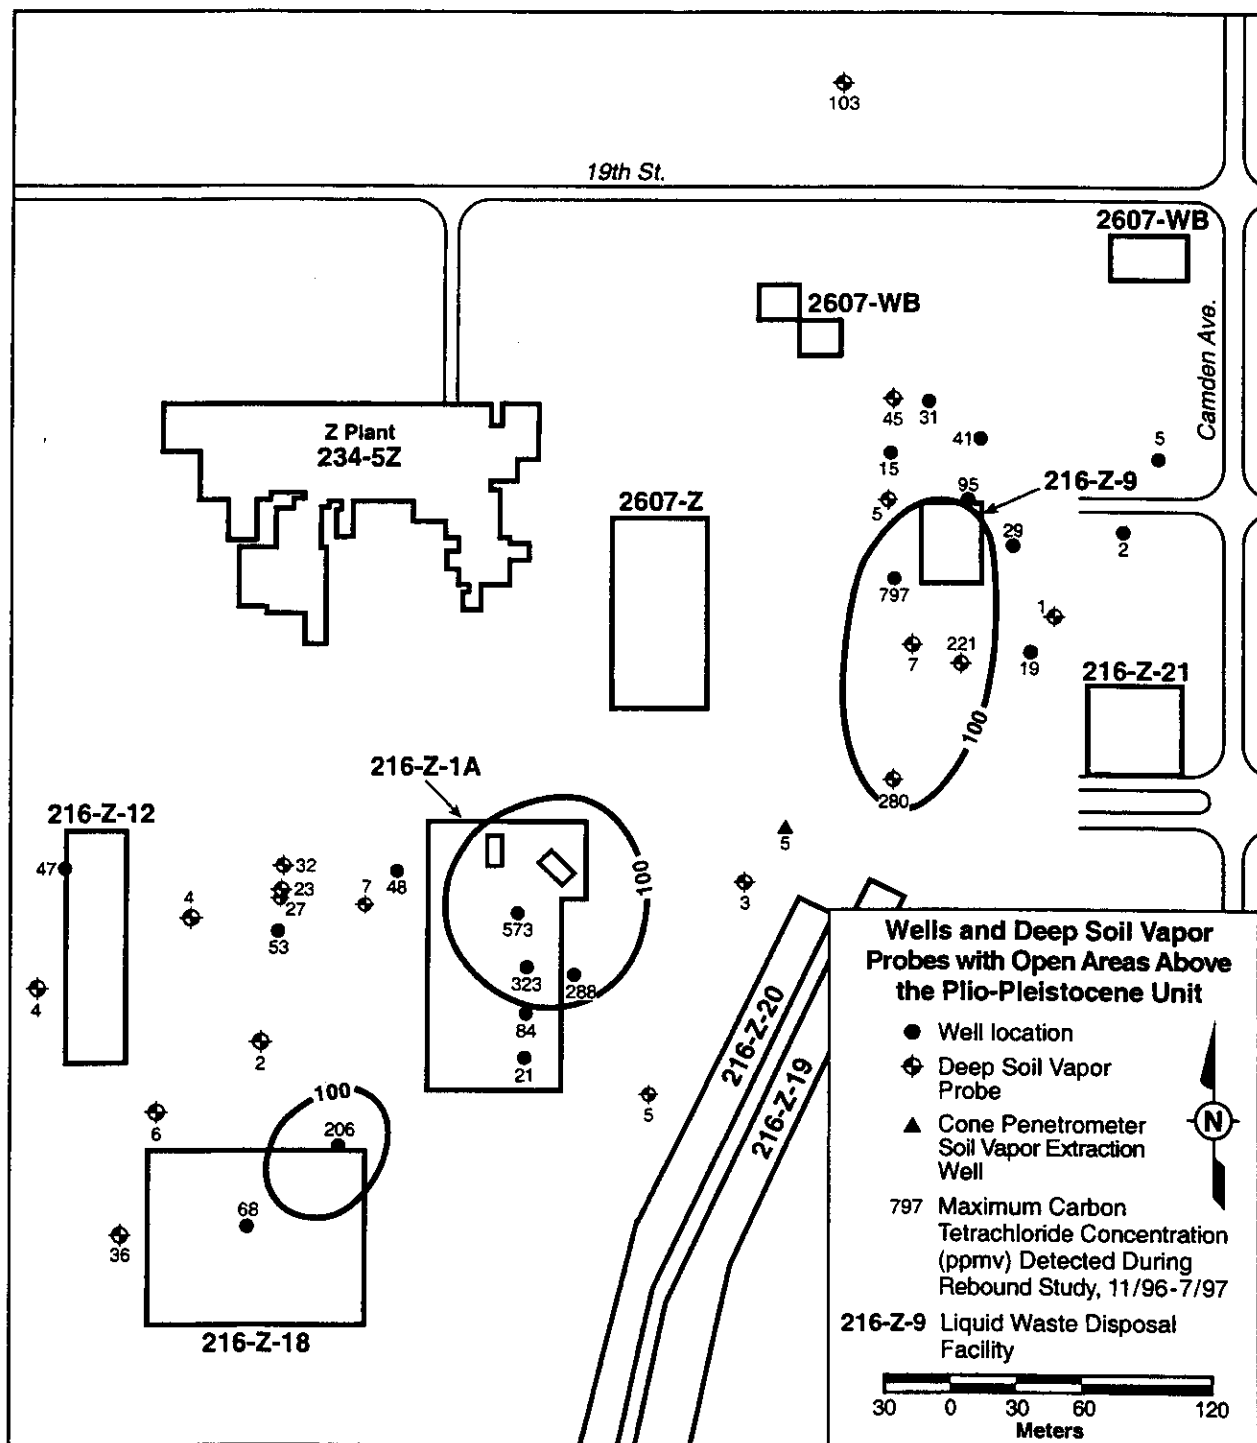 103
19th St.
2607-WB
2607-WB
Camden Ave.
Z Plant
234-5Z
45
31
41
15
5
95
216-Z-9
5
2607-Z
29
2
797
1
7
221
19
216-Z-21
100
280
216-Z-1A
216-Z-12
5
47
32
23
27
7
48
4
53
100
573
3
323
288
4
84
21
2
5
6
100
206
68
36
216-Z-18
216-Z-20
216-Z-19
Wells and Deep Soil Vapor
Probes with Open Areas Above
the Plio-Pleistocene Unit
Well location
Deep Soil Vapor
Probe
Cone Penetrometer
Soil Vapor Extraction
Well
N
797 Maximum Carbon
Tetrachloride Concentration
(ppmv) Detected During
Rebound Study, 11/96-7/97
216-Z-9 Liquid Waste Disposal
Facility
30 0 30 60 120
Meters